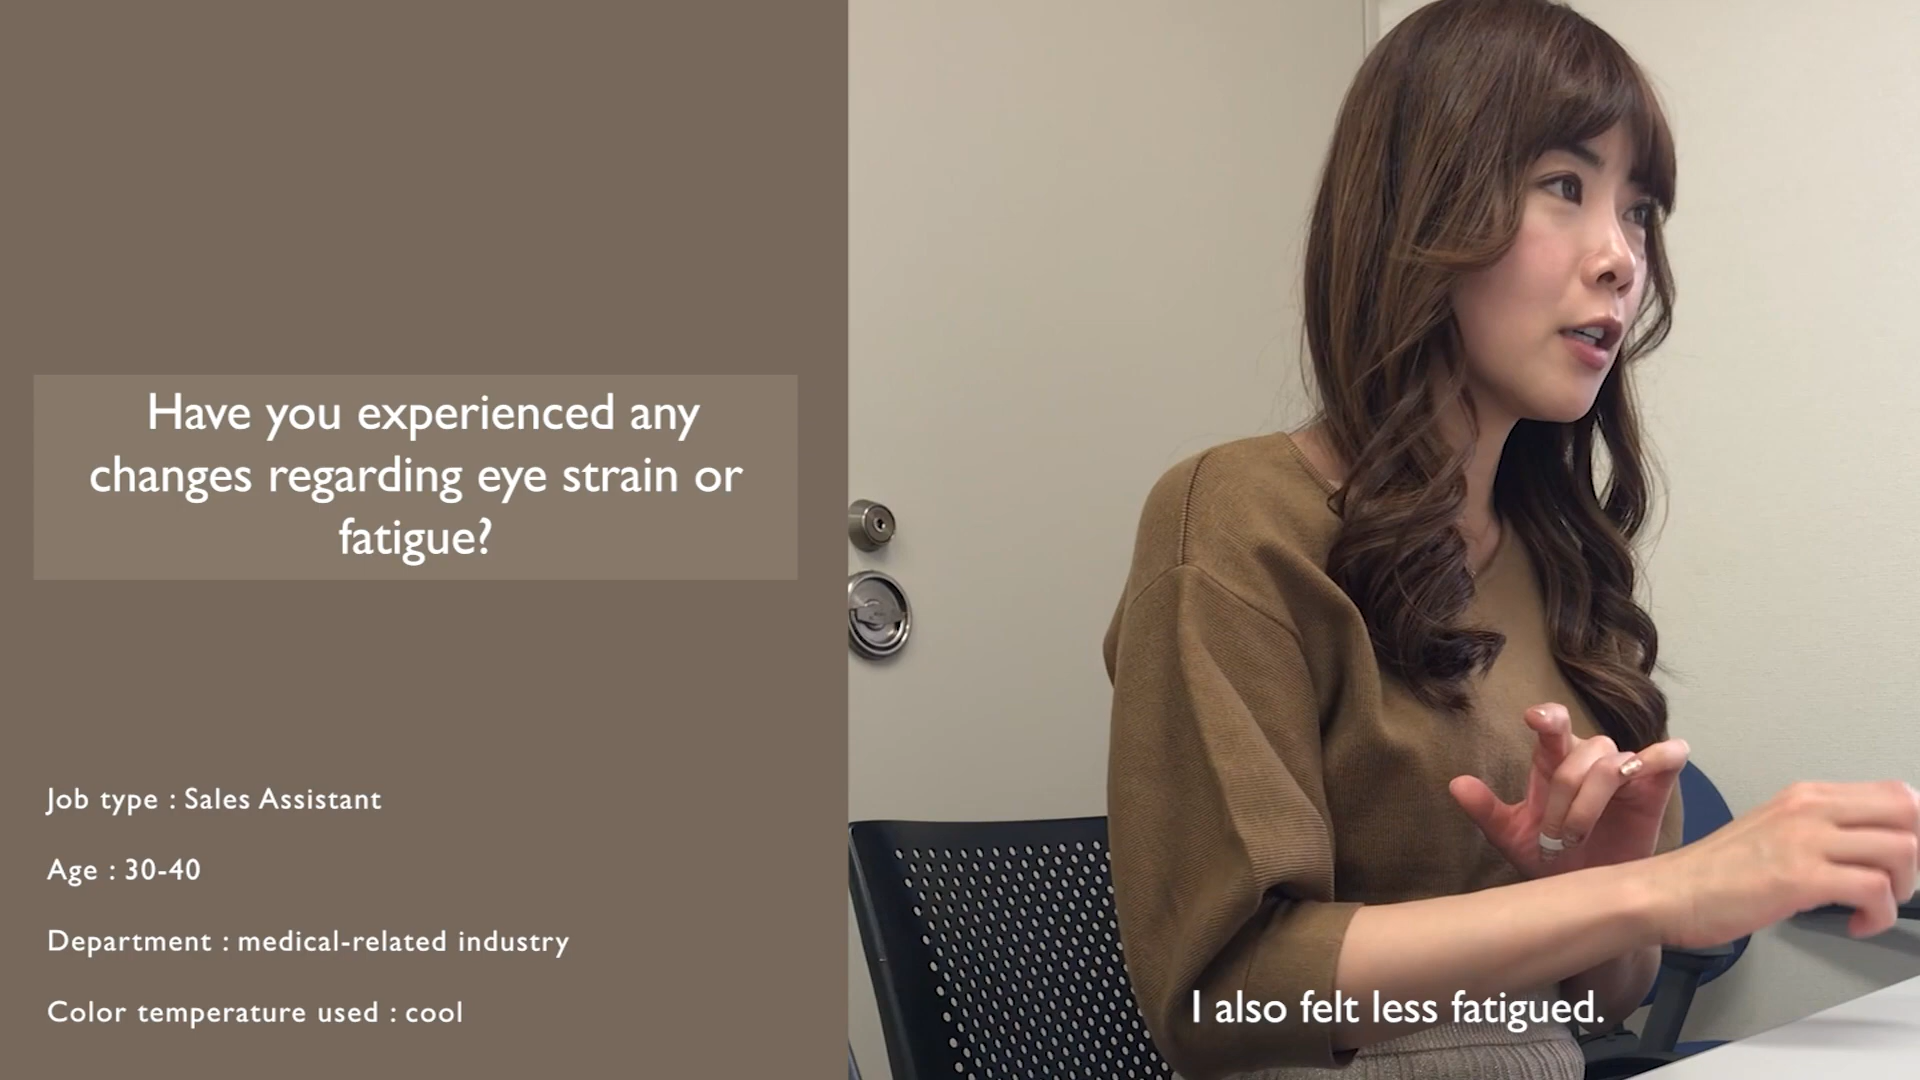 Have you experienced any
changes regarding eye strain or
fatigue?
Job type : Sales Assistant
Age : 30-40
Department : medical-related industry
Color temperature used : cool
I also felt less fatigued.